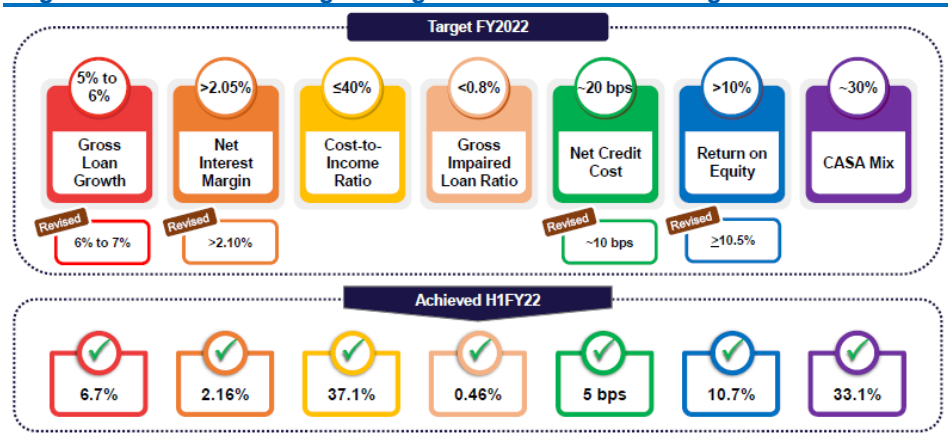 Target FY2022
5% to
6%
Gross
Loan
Growth
>2.05%
Net
Interest
Margin
≤40%
Cost-to-
Income
Ratio
<0.8%
Gross
Impaired
Loan Ratio
~20 bps
Net Credit
Cost
>10%
Return on
Equity
~30%
CASA Mix
Revised
6% to 7%
Revised
>2.10%
Revised
~10 bps
Revised
≥10.5%
Achieved H1FY22
6.7%
2.16%
37.1%
0.46%
5 bps
10.7%
33.1%